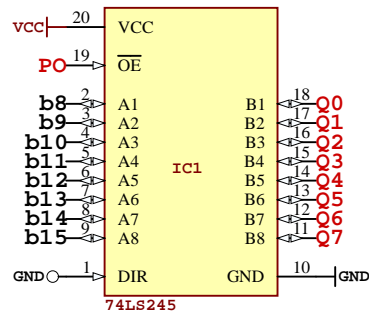 VCC 20 VCC
PO 19 OE
b8 2 A1 B1 18 Q0
b9 3 A2 B2 17 Q1
b10 4 A3 B3 16 Q2
b11 5 A4 B4 15 Q3
IC1
b12 6 A5 B5 14 Q4
b13 7 A6 B6 13 Q5
b14 8 A7 B7 12 Q6
b15 9 A8 B8 11 Q7
GND 1 DIR GND 10 GND
74LS245